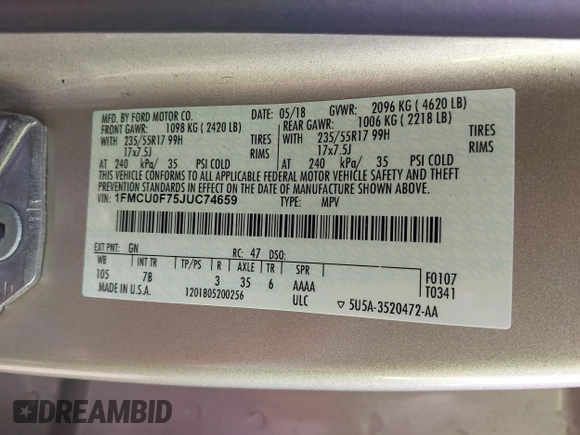 MFD. BY FORD MOTOR CO.
DATE: 05/18 GVWR: 2096 KG ( 4620 LB)
FRONT GAWR: 1098 KG ( 2420 LB) REAR GAWR: 1006 KG ( 2218 LB)
WITH 235/55R17 99H TIRES WITH 235/55R17 99H TIRES
17x7.5J RIMS 17x7.5J RIMS
AT 240 kPa/ 35 PSI COLD AT 240 kPa/ 35 PSI COLD
THIS VEHICLE CONFORMS TO ALL APPLICABLE FEDERAL MOTOR VEHICLE SAFETY AND THEFT
PREVENTION STANDARDS IN EFFECT ON THE DATE OF MANUFACTURE SHOWN ABOVE.
VIN: 1FMCU0F75JUC74659 TYPE: MPV
EXT PNT: GN RC: 47 DSO:
WB INT TR TP/PS R AXLE TR SPR
105 7B 3 35 6 AAAA
F0107
T0341
MADE IN U.S.A. 1201805200256 ULC ▽ 5U5A-3520472-AA
DREAMBID